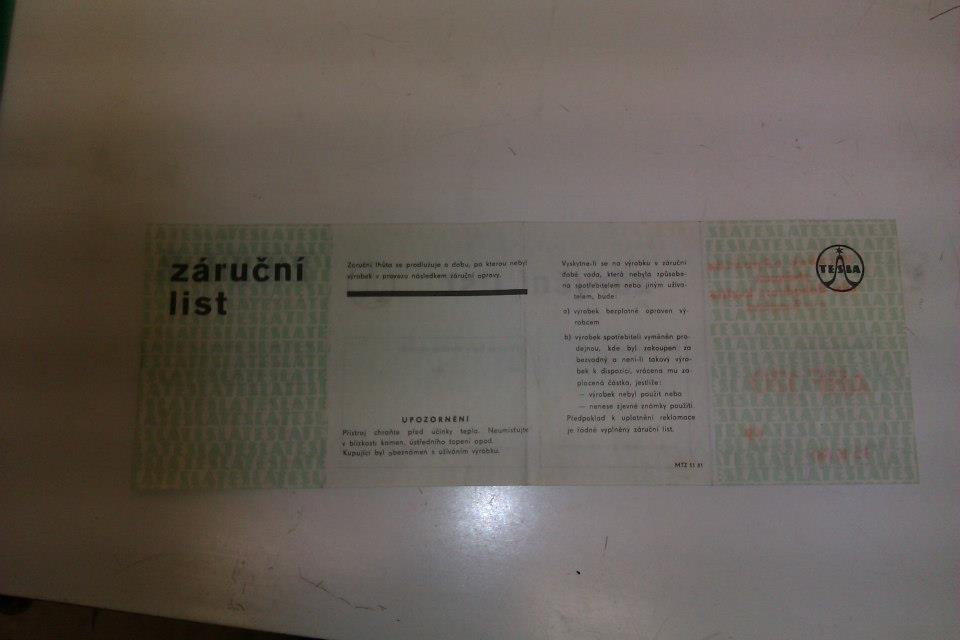 záruční
list
Záruční lhůta se prodlužuje o dobu, po kterou nebyl
výrobek v provozu následkem záruční opravy.
UPOZORNĚNÍ
Přístroj chraňte před účinky tepla. Neumisťujte
v blízkosti kamen, ústředního topení apod.
Kupující byl obeznámen s užíváním výrobku.
Vyskytne-li se na výrobku v záruční
době vada, která nebyla způsobe-
na spotřebitelem nebo jiným uživa-
telem, bude:
a) výrobek bezplatně opraven vý-
robcem
b) výrobek spotřebiteli vyměněn pro-
dejnou, kde byl zakoupen za
bezvadný a není-li takový výro-
bek k dispozici, vrácena mu za-
placená částka, jestliže:
— výrobek nebyl použit nebo
— nenese zjevné známky použití.
Předpoklad k uplatnění reklamace
je řádně vyplněný záruční list.
MTZ 53 81
TESLA